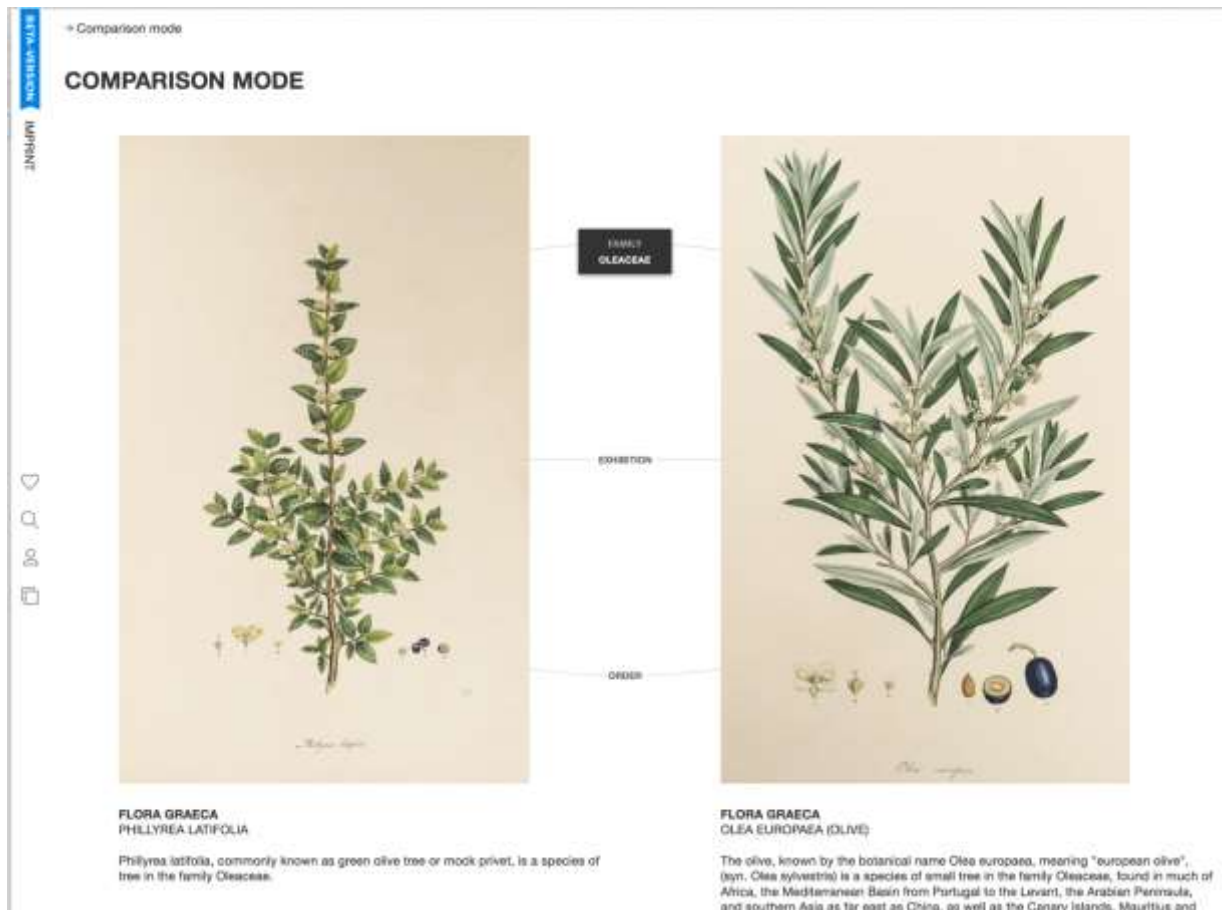 BETA-VERSION
IMPRINT
→ Comparison mode
COMPARISON MODE
FAMILY
OLEACEAE
EXHIBITION
ORDER
FLORA GRAECA
PHILLYREA LATIFOLIA
Phillyrea latifolia, commonly known as green olive tree or mock privet, is a species of
tree in the family Oleaceae.
FLORA GRAECA
OLEA EUROPAEA (OLIVE)
The olive, known by the botanical name Olea europaea, meaning "european olive",
(syn. Olea sylvestris) is a species of small tree in the family Oleaceae, found in much of
Africa, the Mediterranean Basin from Portugal to the Levant, the Arabian Peninsula,
and southern Asia as far east as China, as well as the Canary Islands, Mauritius and